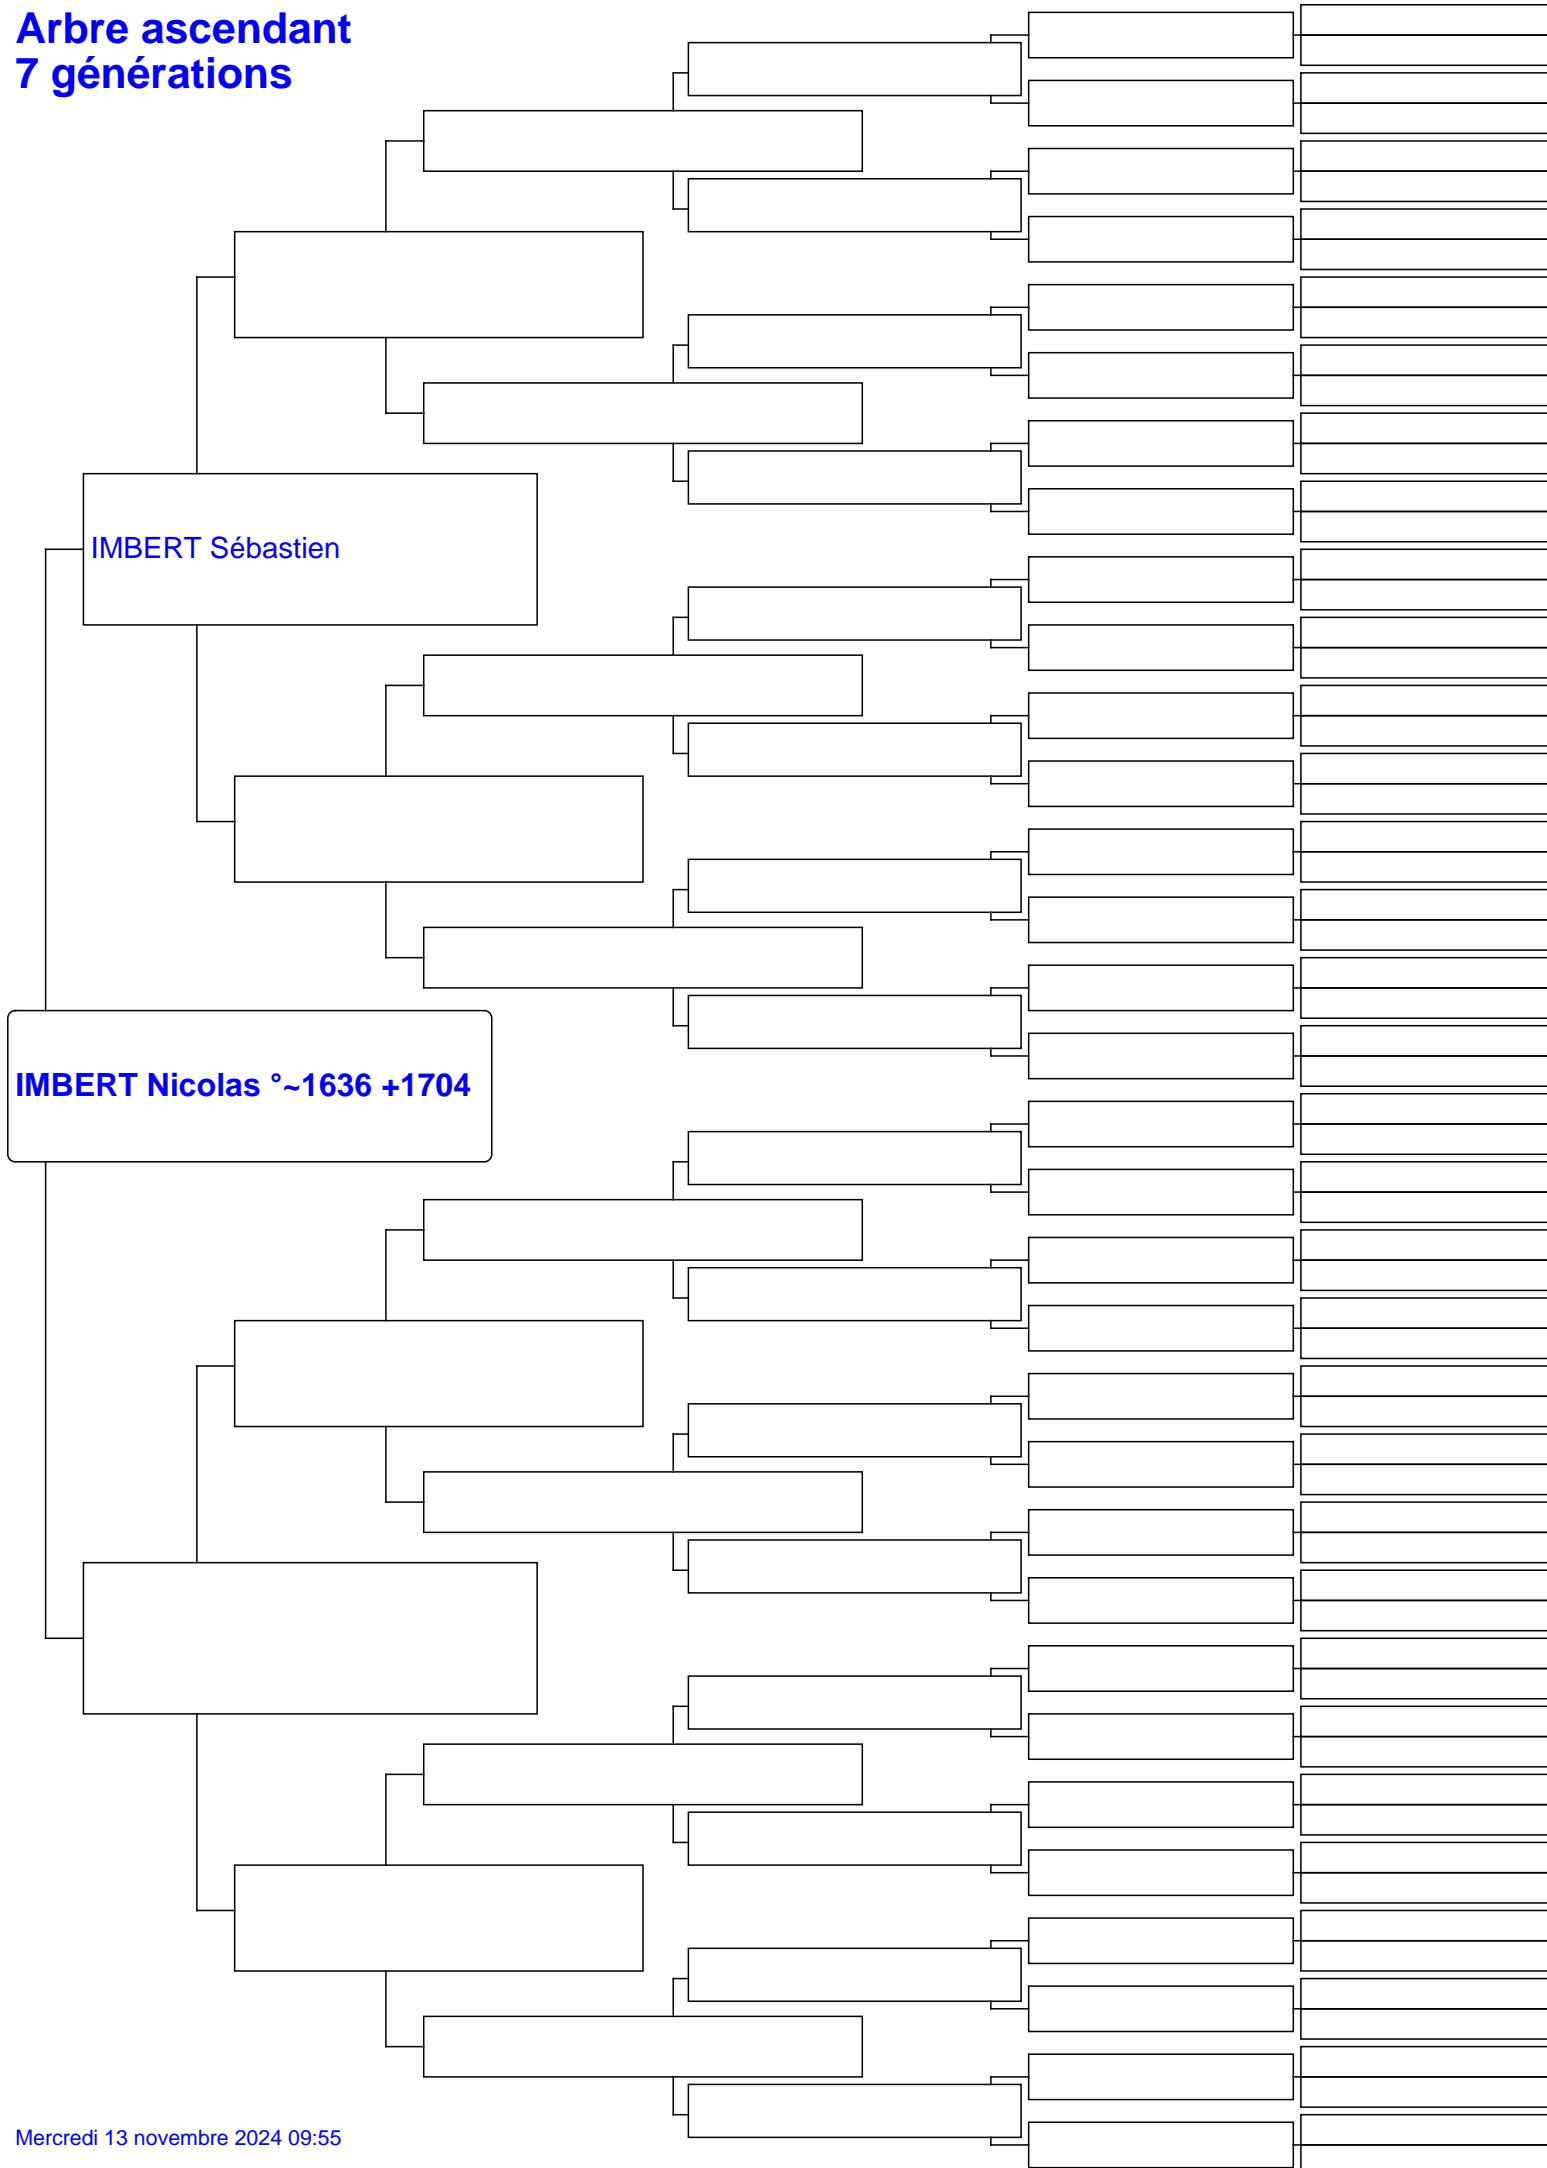 Arbre ascendant
7 générations
IMBERT Sébastien
IMBERT Nicolas °~1636 +1704
Mercredi 13 novembre 2024 09:55